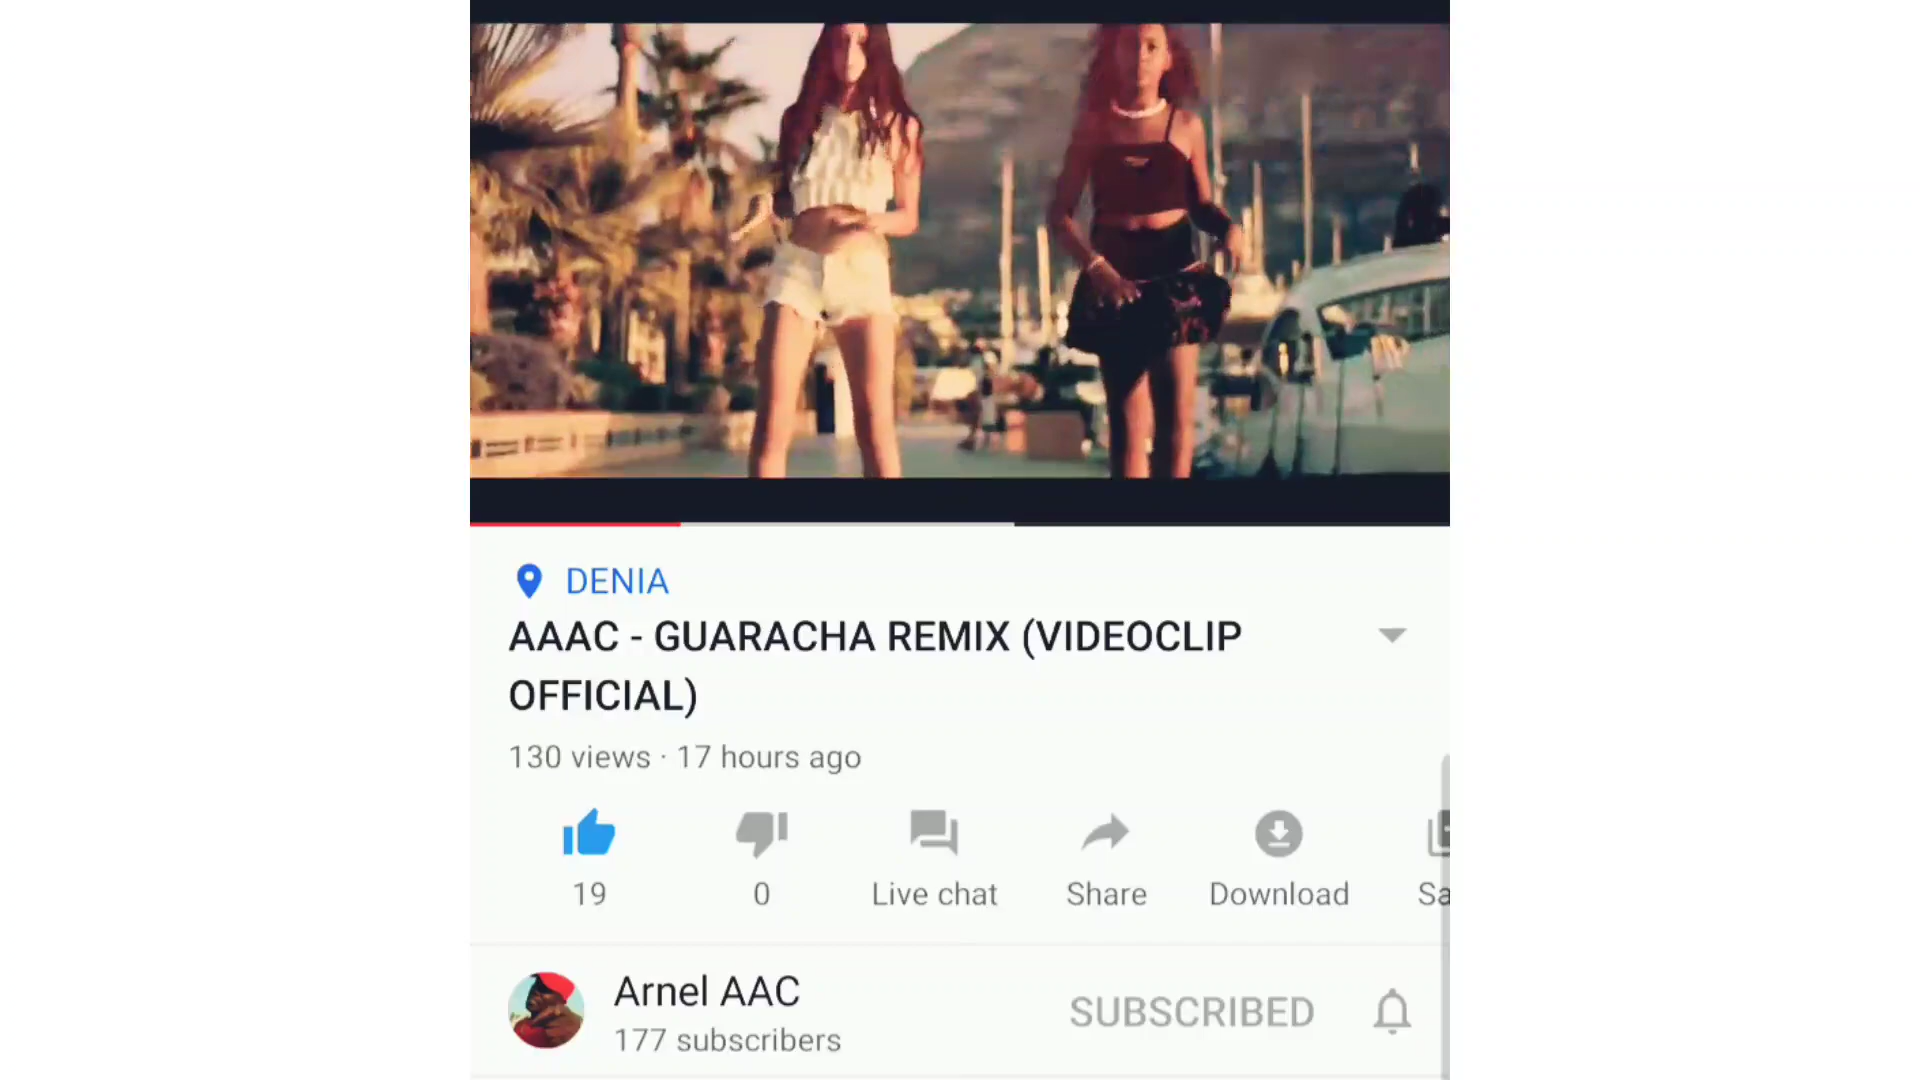 DENIA
AAAC - GUARACHA REMIX (VIDEOCLIP
OFFICIAL)
130 views · 17 hours ago
19
0
Live chat
Share
Download
Sa
Arnel AAC
177 subscribers
SUBSCRIBED